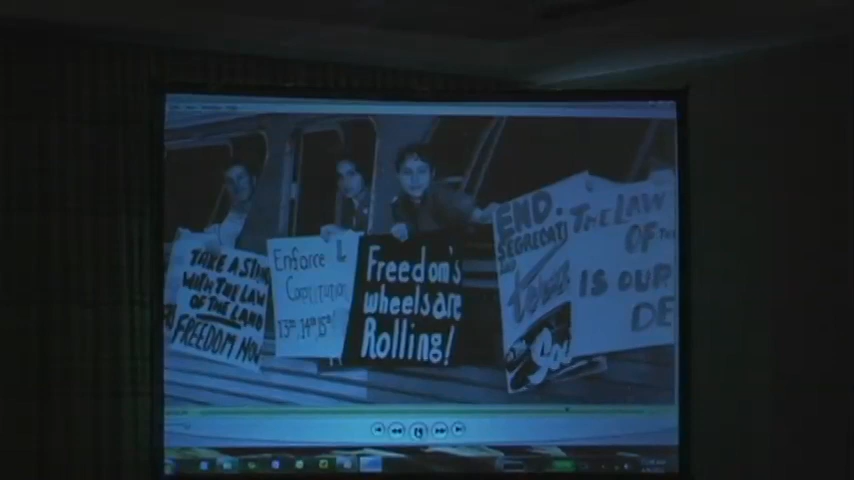 TAKE A STAND
WITH THE LAW
OF THE LAND
FREEDOM NOW
Enforce
Constitution
13th, 14th, 15th
Freedom's
wheels are
Rolling!
END
SEGREGATI
THE LAW
OF THE
IS OUR
DE